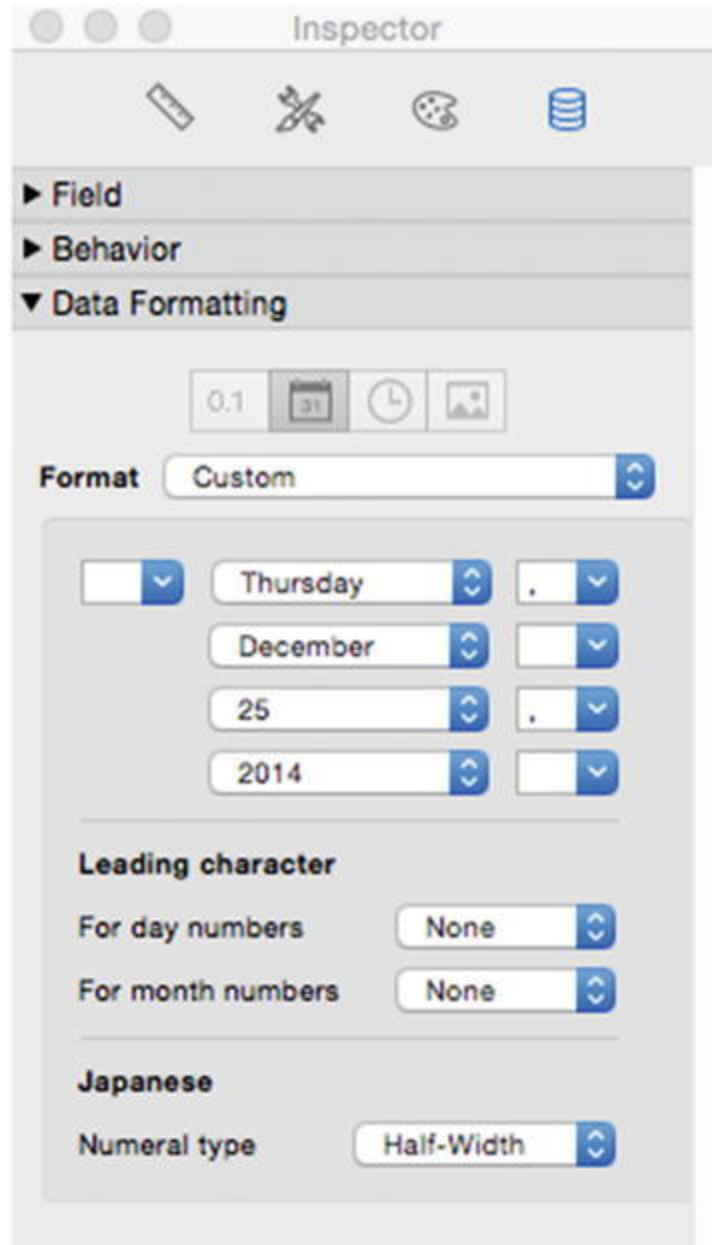 Inspector
Field
Behavior
Data Formatting
0.1 31
Format Custom
Thursday ,
December
25 ,
2014
Leading character
For day numbers None
For month numbers None
Japanese
Numeral type Half-Width